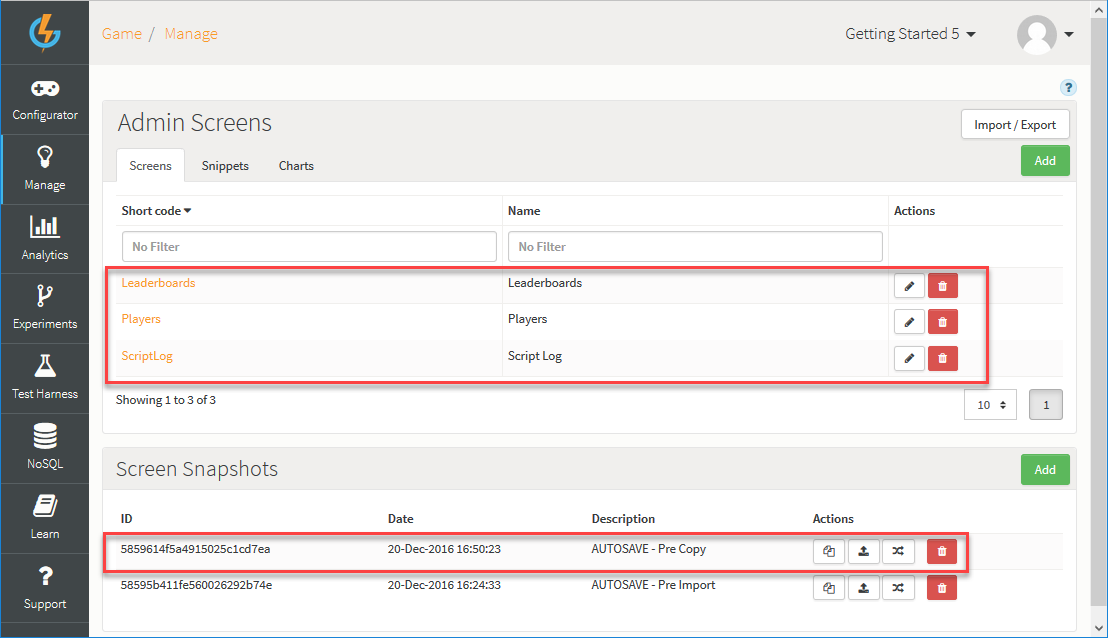 Game / Manage
Getting Started 5
?
Configurator
Manage
Analytics
Experiments
Test Harness
NoSQL
Learn
?
Support
Admin Screens
Import / Export
Screens Snippets Charts
Add
Short code Name Actions
No Filter No Filter
Leaderboards Leaderboards
Players Players
ScriptLog Script Log
Showing 1 to 3 of 3
10 1
Screen Snapshots
Add
ID Date Description Actions
5859614f5a4915025c1cd7ea 20-Dec-2016 16:50:23 AUTOSAVE - Pre Copy
58595b411fe560026292b74e 20-Dec-2016 16:24:33 AUTOSAVE - Pre Import